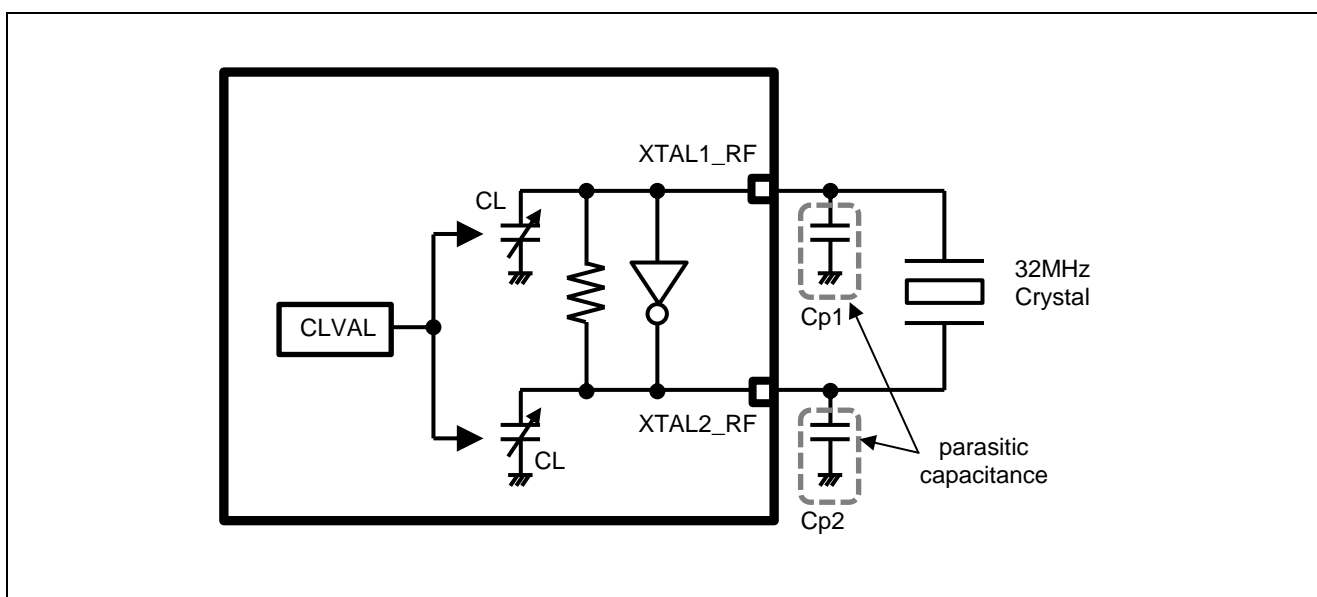 XTAL1_RF
CL
32MHz
Crystal
Cp1
CLVAL
XTAL2_RF
CL
parasitic
capacitance
Cp2